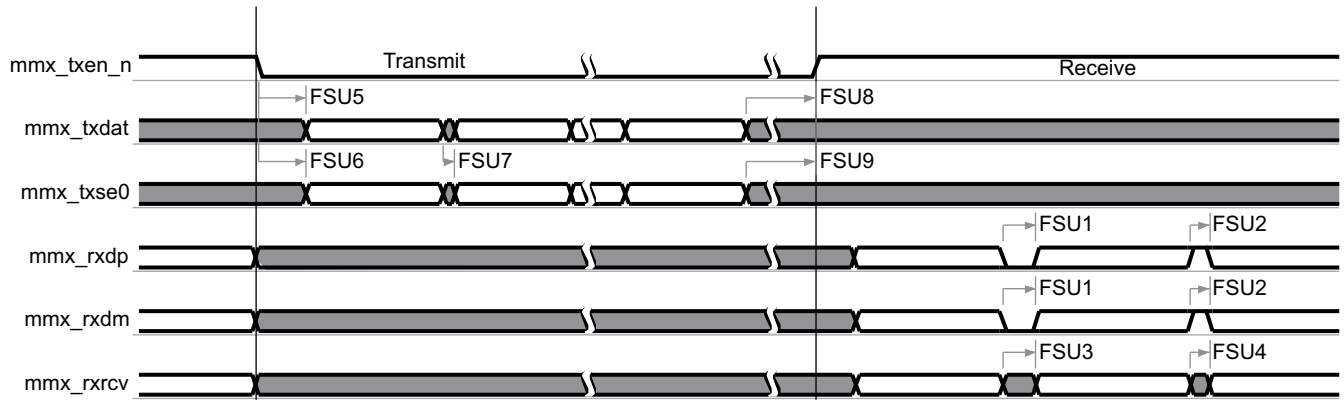 mmx_txen_n Transmit Receive
FSU5 FSU8
mmx_txdat
FSU6 FSU7 FSU9
mmx_txse0
FSU1 FSU2
mmx_rxdp
FSU1 FSU2
mmx_rxdm
FSU3 FSU4
mmx_rxrcv